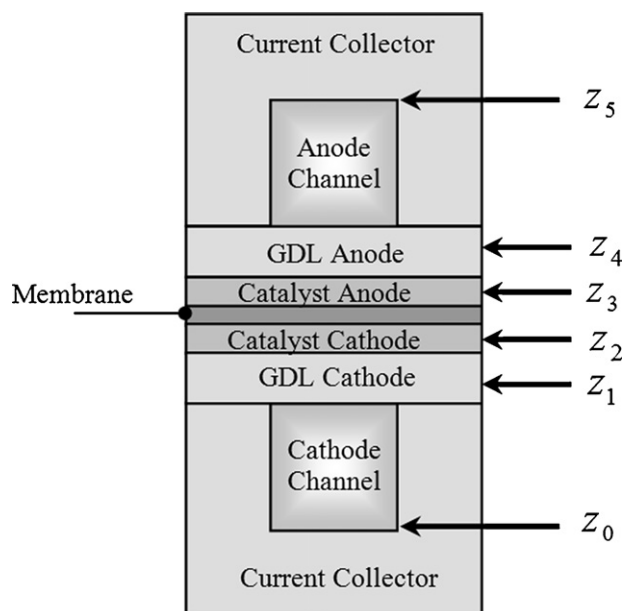 Current Collector
Z5
Anode
Channel
GDL Anode
Z4
Catalyst Anode
Z3
Membrane
Catalyst Cathode
Z2
GDL Cathode
Z1
Cathode
Channel
Z0
Current Collector